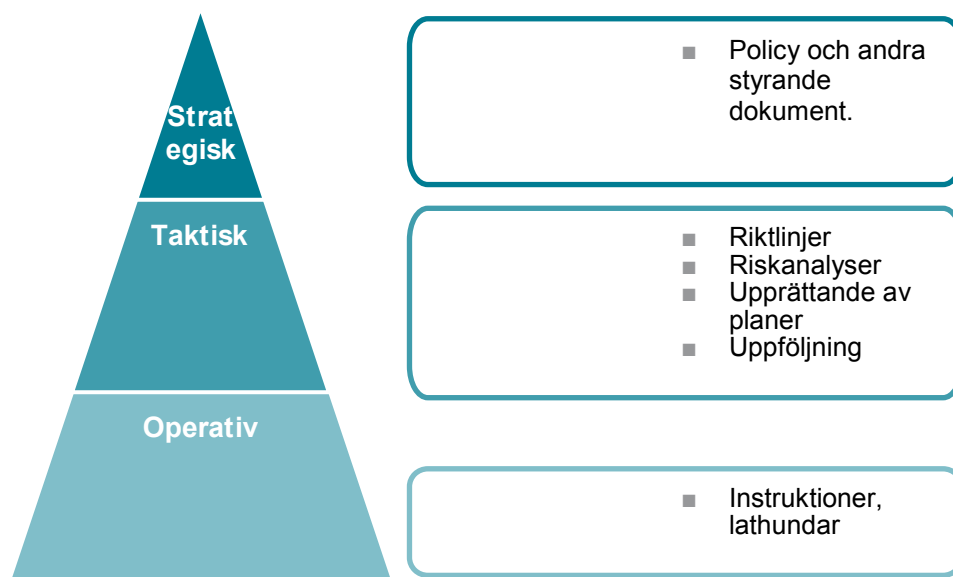 Strat
egisk
■ Policy och andra
styrande
dokument.
Taktisk
■ Riktlinjer
■ Riskanalyser
■ Upprättande av
planer
■ Uppföljning
Operativ
■ Instruktioner,
lathundar